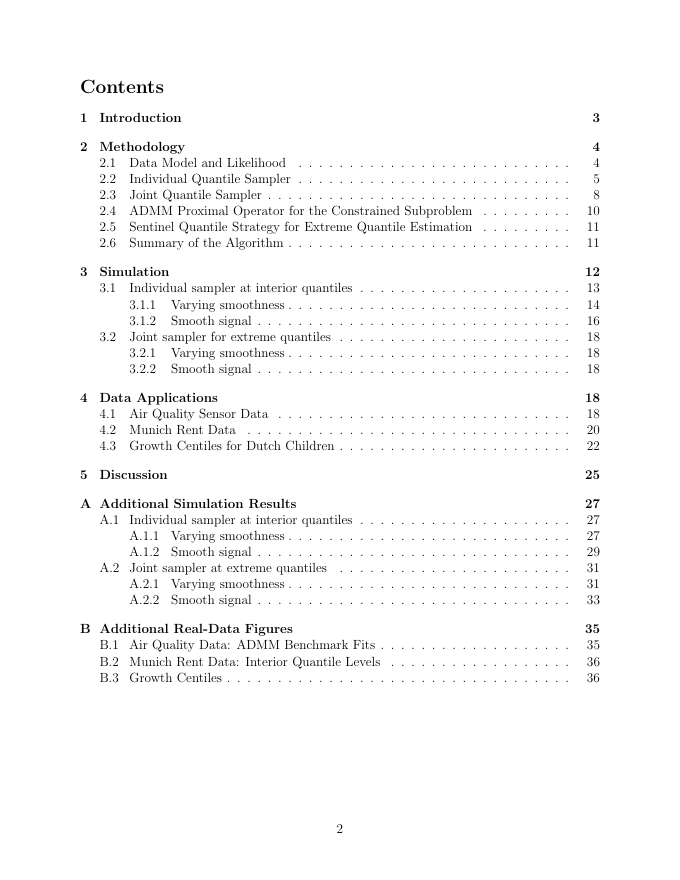 Contents
1 Introduction 3
2 Methodology 4
2.1 Data Model and Likelihood . . . . . . . . . . . . . . . . . . . . . . . . . . 4
2.2 Individual Quantile Sampler . . . . . . . . . . . . . . . . . . . . . . . . . . 5
2.3 Joint Quantile Sampler . . . . . . . . . . . . . . . . . . . . . . . . . . . . 8
2.4 ADMM Proximal Operator for the Constrained Subproblem . . . . . . . . . 10
2.5 Sentinel Quantile Strategy for Extreme Quantile Estimation . . . . . . . . . 11
2.6 Summary of the Algorithm . . . . . . . . . . . . . . . . . . . . . . . . . . 11
3 Simulation 12
3.1 Individual sampler at interior quantiles . . . . . . . . . . . . . . . . . . . 13
3.1.1 Varying smoothness . . . . . . . . . . . . . . . . . . . . . . . . . . 14
3.1.2 Smooth signal . . . . . . . . . . . . . . . . . . . . . . . . . . . . 16
3.2 Joint sampler for extreme quantiles . . . . . . . . . . . . . . . . . . . . . 18
3.2.1 Varying smoothness . . . . . . . . . . . . . . . . . . . . . . . . . . 18
3.2.2 Smooth signal . . . . . . . . . . . . . . . . . . . . . . . . . . . . 18
4 Data Applications 18
4.1 Air Quality Sensor Data . . . . . . . . . . . . . . . . . . . . . . . . . . . 18
4.2 Munich Rent Data . . . . . . . . . . . . . . . . . . . . . . . . . . . . . . 20
4.3 Growth Centiles for Dutch Children . . . . . . . . . . . . . . . . . . . . . 22
5 Discussion 25
A Additional Simulation Results 27
A.1 Individual sampler at interior quantiles . . . . . . . . . . . . . . . . . . . 27
A.1.1 Varying smoothness . . . . . . . . . . . . . . . . . . . . . . . . . . 27
A.1.2 Smooth signal . . . . . . . . . . . . . . . . . . . . . . . . . . . . 29
A.2 Joint sampler at extreme quantiles . . . . . . . . . . . . . . . . . . . . . 31
A.2.1 Varying smoothness . . . . . . . . . . . . . . . . . . . . . . . . . . 31
A.2.2 Smooth signal . . . . . . . . . . . . . . . . . . . . . . . . . . . . 33
B Additional Real-Data Figures 35
B.1 Air Quality Data: ADMM Benchmark Fits . . . . . . . . . . . . . . . . . . 35
B.2 Munich Rent Data: Interior Quantile Levels . . . . . . . . . . . . . . . . . 36
B.3 Growth Centiles . . . . . . . . . . . . . . . . . . . . . . . . . . . . . . . 36
2